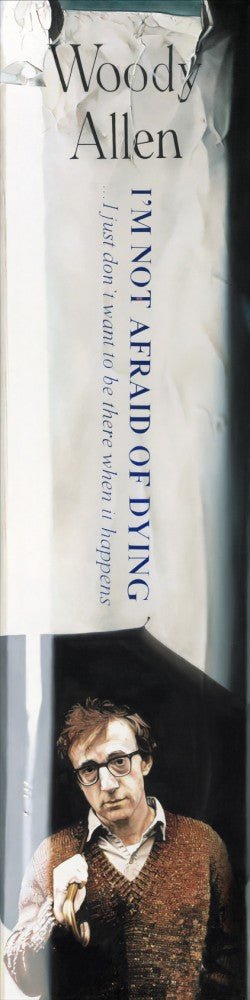 Woody
Allen
I'M NOT AFRAID OF DYING
...I just don't want to be there when it happens